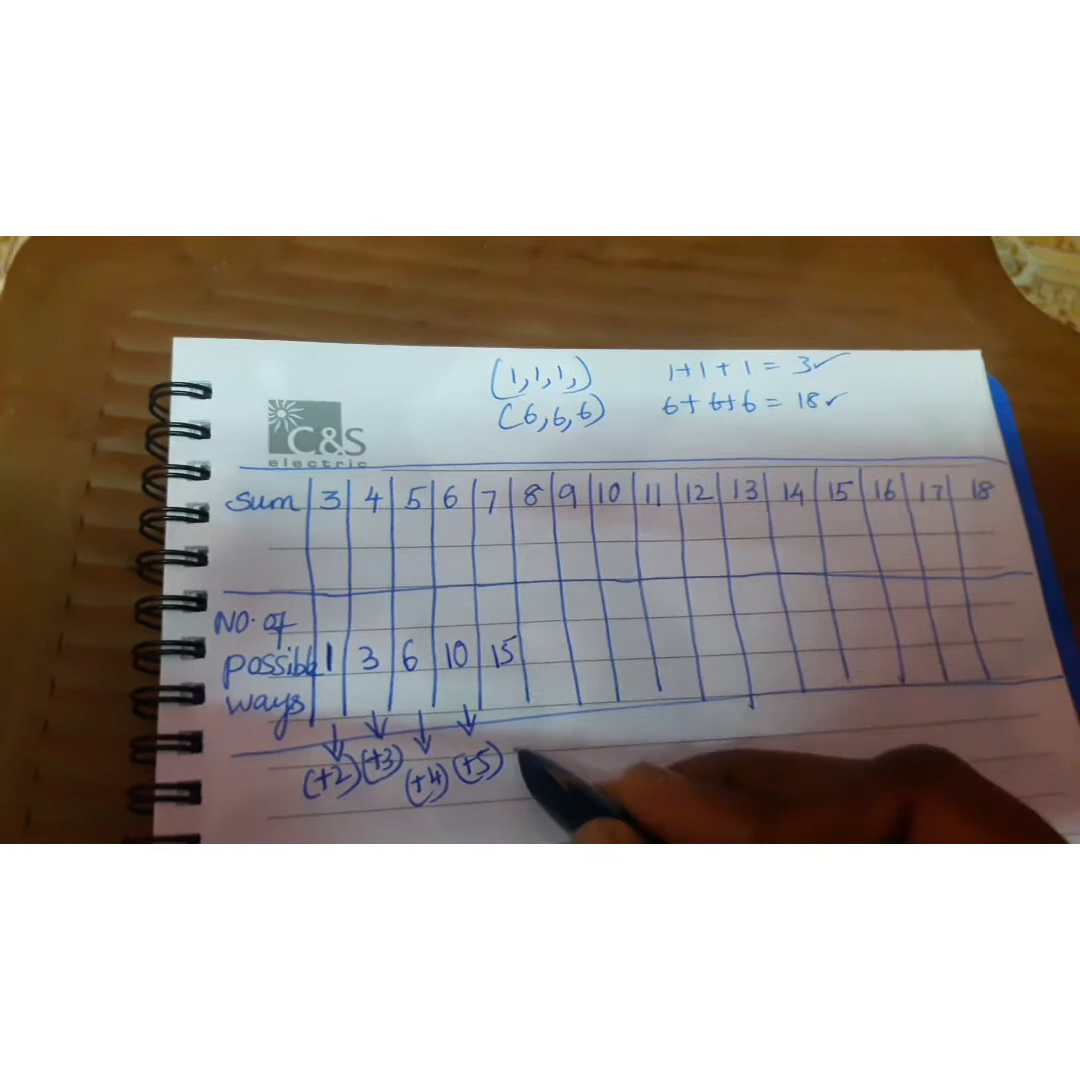 (1,1,1,) 1+1+1 = 3✓
(6,6,6) 6+6+6 = 18✓
C&S
electric
Sum 3 4 5 6 7 8 9 10 11 12 13 14 15 16 17 18
NO. of
possible 1 3 6 10 15
ways
(+2) (+3) (+4) (+5)